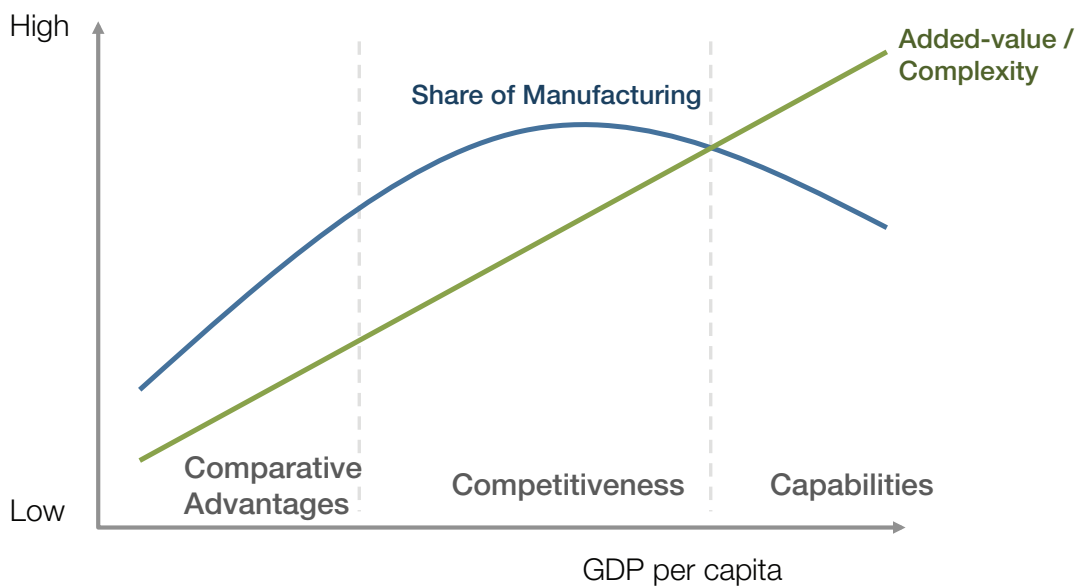 High
Added-value /
Complexity
Share of Manufacturing
Comparative
Advantages
Competitiveness
Capabilities
Low
GDP per capita